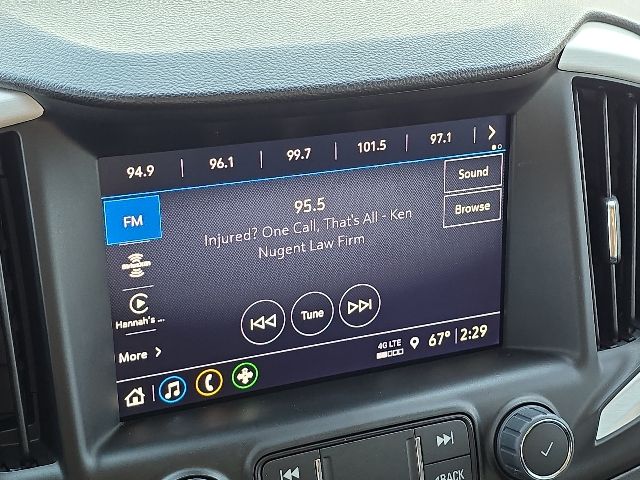 94.9 96.1 99.7 101.5 97.1
FM
95.5
Injured? One Call, That's All - Ken
Nugent Law Firm
Sound
Browse
Hannah's ...
Tune
More
4G LTE
67° 2:29
BACK